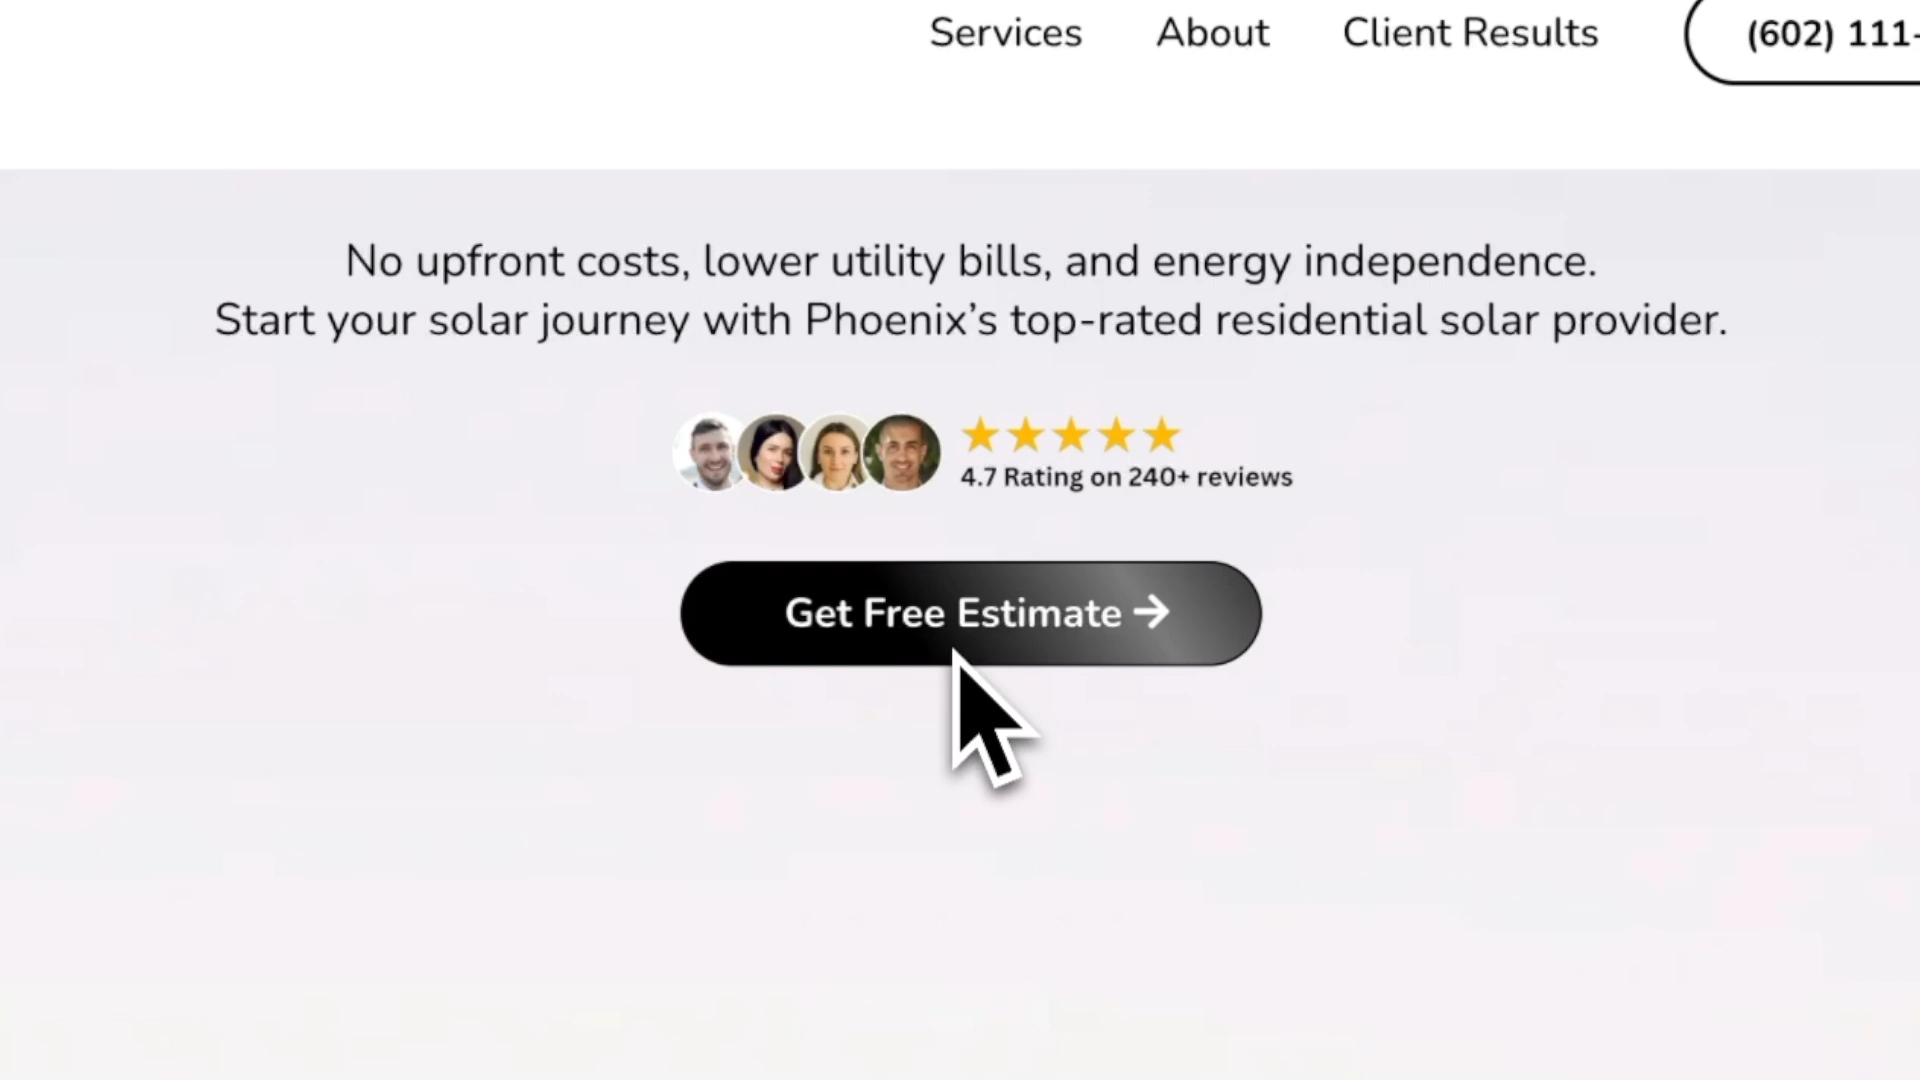 Services About Client Results (602) 111-
No upfront costs, lower utility bills, and energy independence.
Start your solar journey with Phoenix’s top-rated residential solar provider.
4.7 Rating on 240+ reviews
Get Free Estimate →